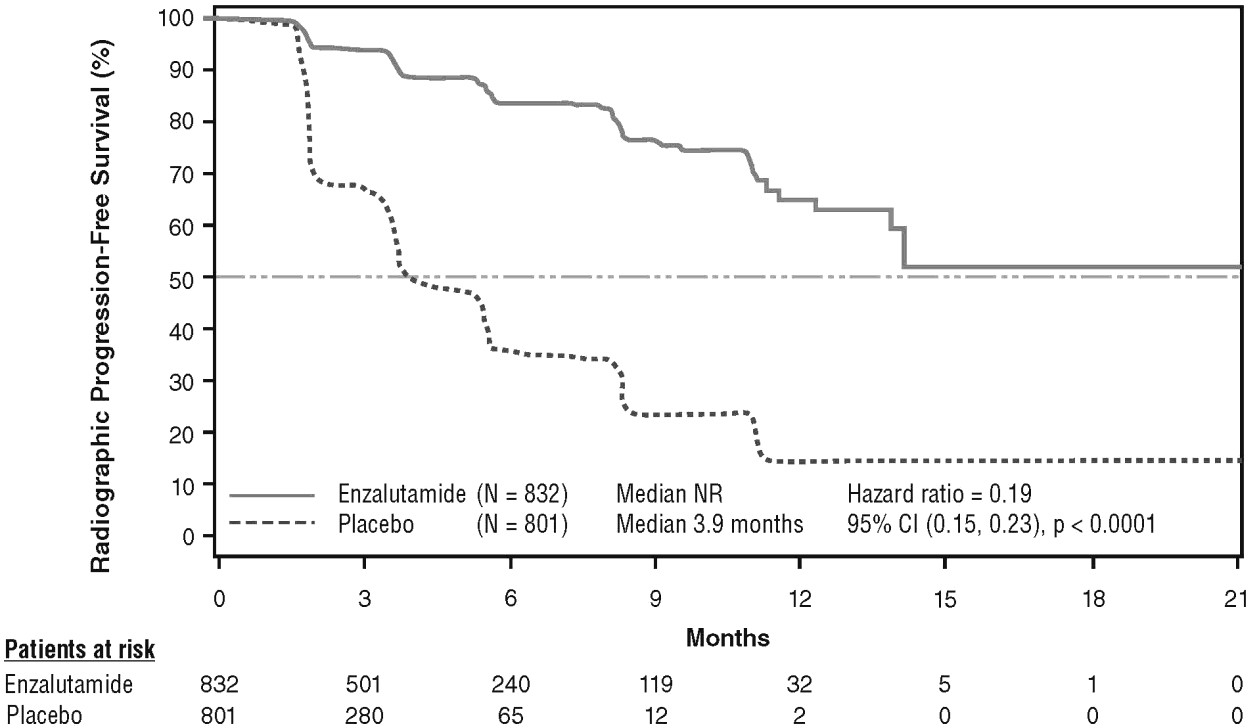 Radiographic Progression-Free Survival (%)
100
90
80
70
60
50
40
30
20
10
0
Enzalutamide (N = 832) Median NR Hazard ratio = 0.19
Placebo (N = 801) Median 3.9 months 95% CI (0.15, 0.23), p < 0.0001
0 3 6 9 12 15 18 21
Months
Patients at risk
Enzalutamide 832 501 240 119 32 5 1 0
Placebo 801 280 65 12 2 0 0 0